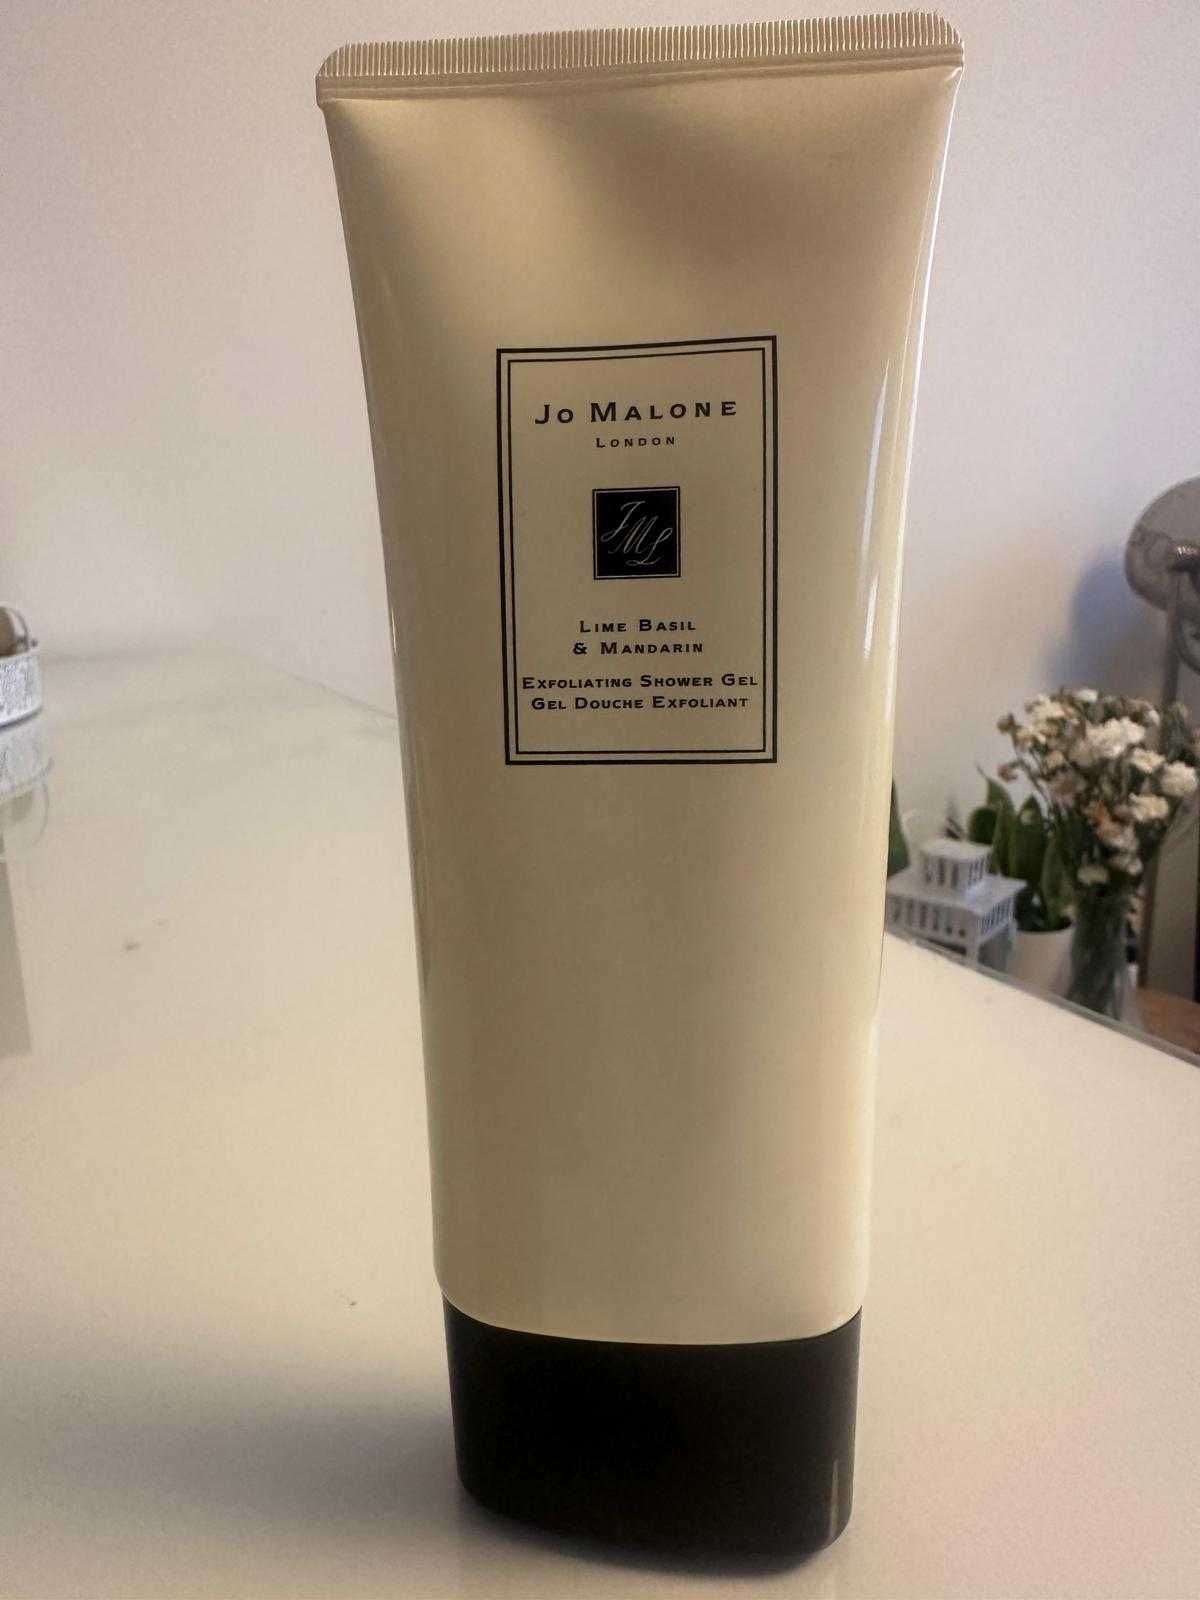 Jo Malone
London
JML
Lime Basil
& Mandarin
Exfoliating Shower Gel
Gel Douche Exfoliant